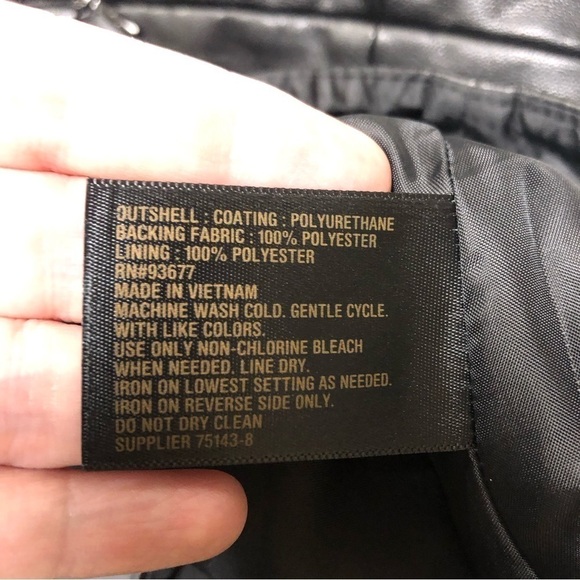 OUTSHELL : COATING : POLYURETHANE
BACKING FABRIC : 100% POLYESTER
LINING : 100% POLYESTER
RN#93677
MADE IN VIETNAM
MACHINE WASH COLD. GENTLE CYCLE.
WITH LIKE COLORS.
USE ONLY NON-CHLORINE BLEACH
WHEN NEEDED. LINE DRY.
IRON ON LOWEST SETTING AS NEEDED.
IRON ON REVERSE SIDE ONLY.
DO NOT DRY CLEAN
SUPPLIER 75143-8